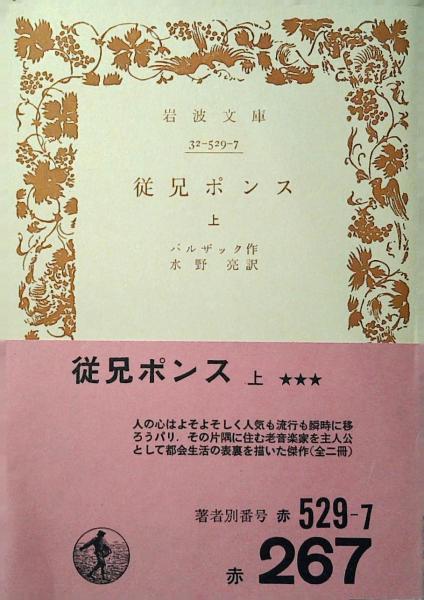 岩波文庫
32-529-7
従兄ポンス
上
バルザック作
水野 亮訳
従兄ポンス 上 ★★★
人の心はよそよそしく人気も流行も瞬時に移
ろうパリ．その片隅に住む老音楽家を主人公
として都会生活の表裏を描いた傑作(全二冊)
著者別番号 赤 529-7
赤 267